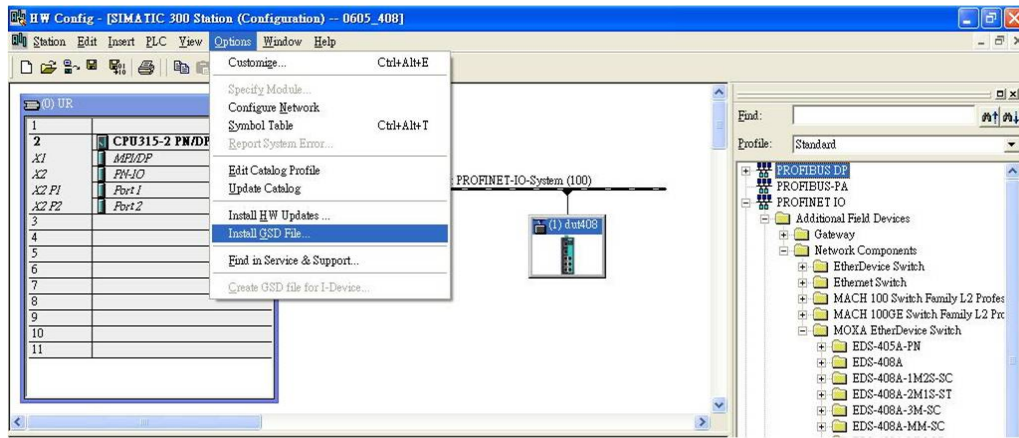 HW Config - [SIMATIC 300 Station (Configuration) -- 0605_408]
Station Edit Insert PLC View Options Window Help
Customize... Ctrl+Alt+E
Specify Module...
Configure Network
Symbol Table Ctrl+Alt+T
Report System Error...
Edit Catalog Profile
Update Catalog
Install HW Updates ...
Install GSD File...
Find in Service & Support...
Create GSD file for I-Device...
(0) UR
1
2 CPU315-2 PN/DP
X1 MPI/DP
X2 PN-IO
X2 P1 Port 1
X2 P2 Port 2
3
4
5
6
7
8
9
10
11
PROFINET-IO-System (100)
(1) dut408
Find:
Profile: Standard
PROFIBUS DP
PROFIBUS-PA
PROFINET IO
Additional Field Devices
Gateway
Network Components
EtherDevice Switch
Ethernet Switch
MACH 100 Switch Family L2 Profes
MACH 100GE Switch Family L2 Pro
MOXA EtherDevice Switch
EDS-405A-PN
EDS-408A
EDS-408A-1M2S-SC
EDS-408A-2M1S-ST
EDS-408A-3M-SC
EDS-408A-MM-SC